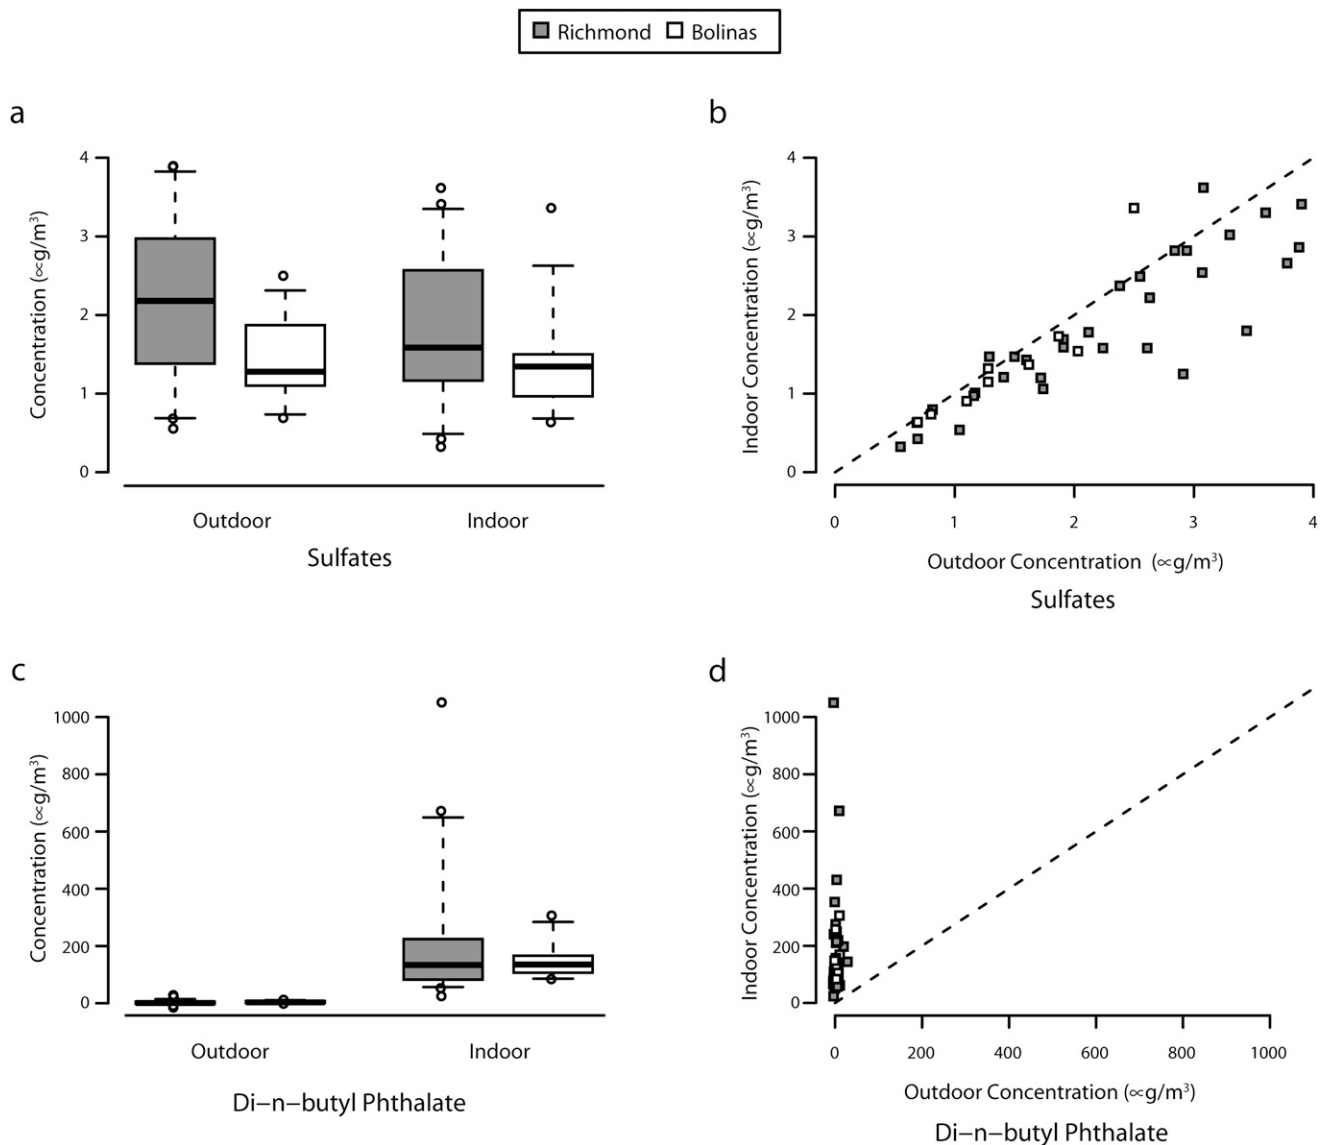 Richmond Bolinas
a
Concentration (∝g/m³)
4
3
2
1
0
Outdoor Indoor
Sulfates
b
Indoor Concentration (∝g/m³)
4
3
2
1
0
0 1 2 3 4
Outdoor Concentration (∝g/m³)
Sulfates
c
Concentration (∝g/m³)
1000
800
600
400
200
0
Outdoor Indoor
Di−n−butyl Phthalate
d
Indoor Concentration (∝g/m³)
1000
800
600
400
200
0
0 200 400 600 800 1000
Outdoor Concentration (∝g/m³)
Di−n−butyl Phthalate